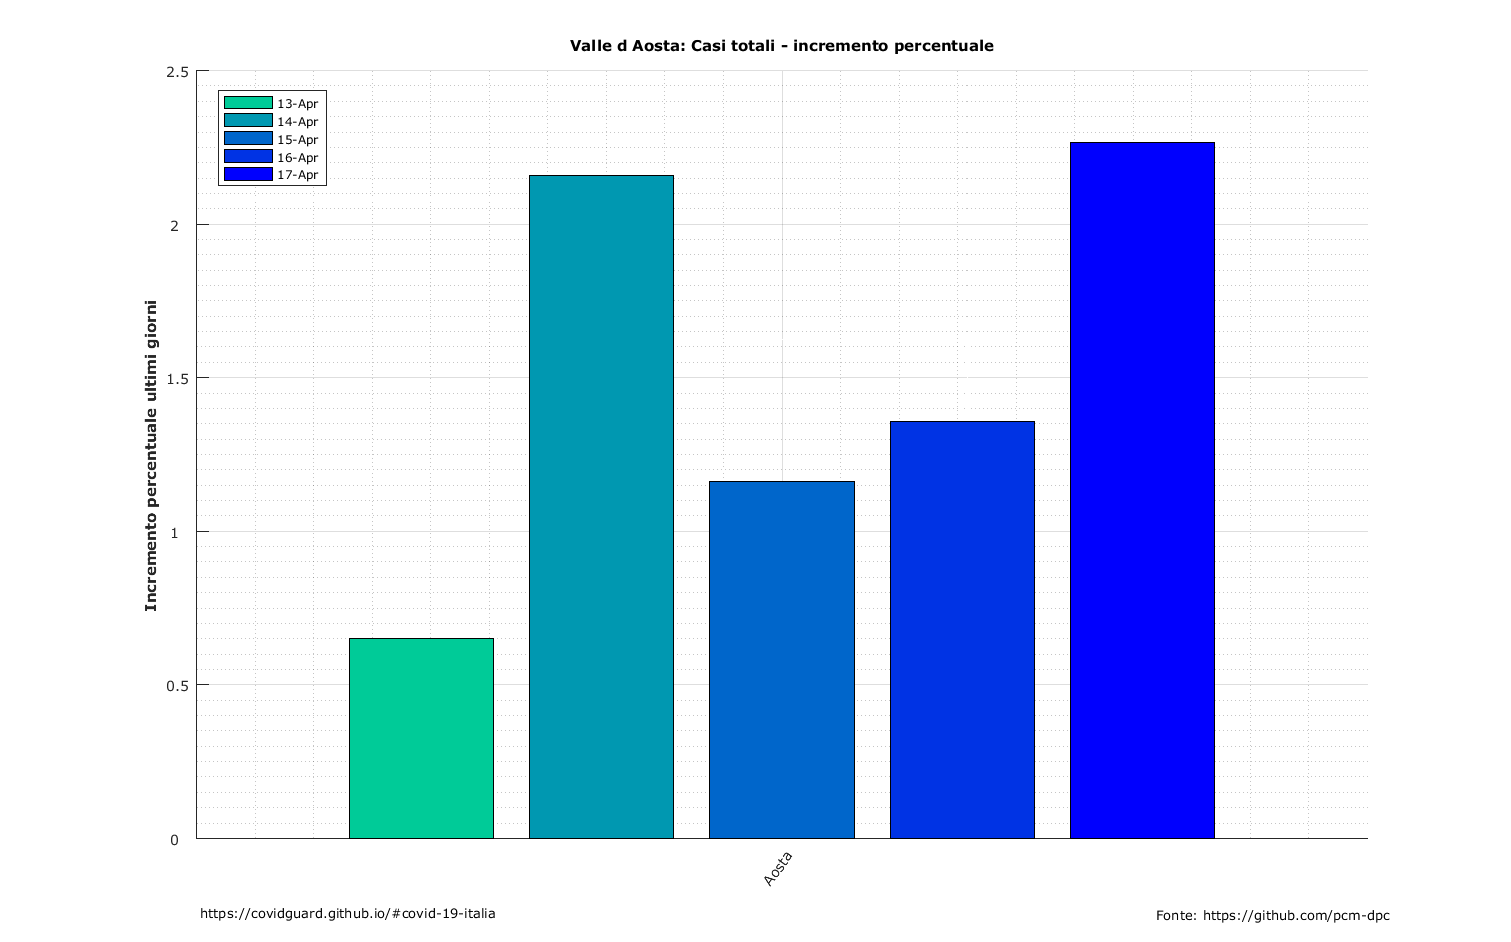 Valle d Aosta: Casi totali - incremento percentuale
2.5
2
1.5
1
0.5
0
Incremento percentuale ultimi giorni
13-Apr
14-Apr
15-Apr
16-Apr
17-Apr
Aosta
https://covidguard.github.io/#covid-19-italia
Fonte: https://github.com/pcm-dpc